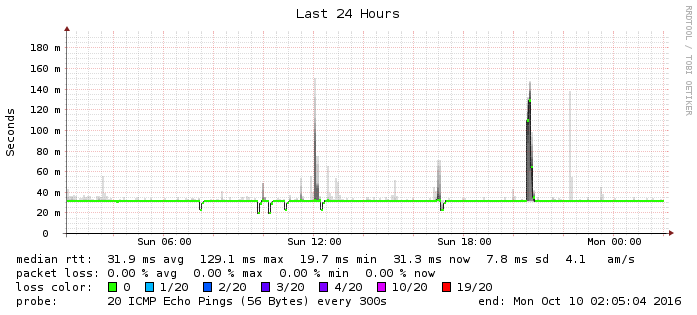 Last 24 Hours
RRDTOOL / TOBI OETIKER
Seconds
180 m
160 m
140 m
120 m
100 m
80 m
60 m
40 m
20 m
0
Sun 06:00 Sun 12:00 Sun 18:00 Mon 00:00
median rtt: 31.9 ms avg 129.1 ms max 19.7 ms min 31.3 ms now 7.8 ms sd 4.1 am/s
packet loss: 0.00 % avg 0.00 % max 0.00 % min 0.00 % now
loss color: 0 1/20 2/20 3/20 4/20 10/20 19/20
probe: 20 ICMP Echo Pings (56 Bytes) every 300s end: Mon Oct 10 02:05:04 2016